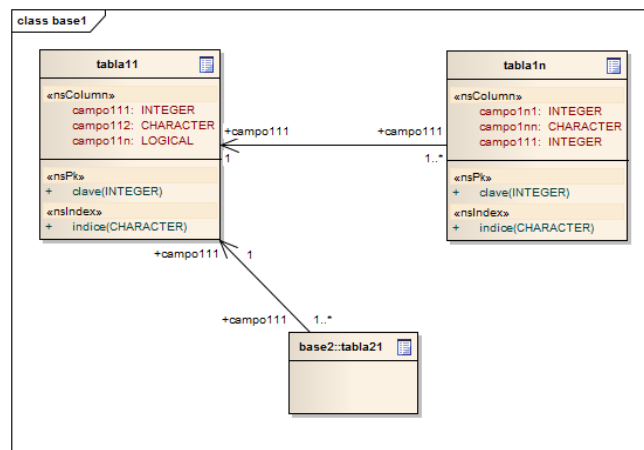 class base1
tabla11
«nsColumn»
campo111: INTEGER
campo112: CHARACTER
campo11n: LOGICAL
«nsPk»
+ clave(INTEGER)
«nsIndex»
+ indice(CHARACTER)
tabla1n
«nsColumn»
campo1n1: INTEGER
campo1nn: CHARACTER
campo111: INTEGER
«nsPk»
+ clave(INTEGER)
«nsIndex»
+ indice(CHARACTER)
+campo111
+campo111
1
1..*
+campo111
1
+campo111
1..*
base2::tabla21